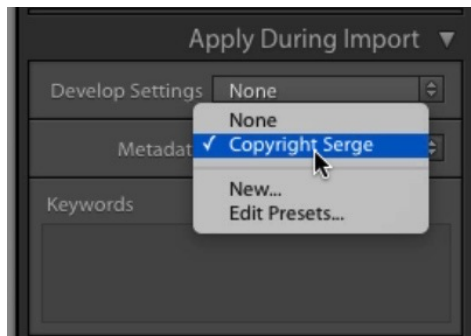 Apply During Import ▼
Develop Settings None
None
Metadat ✓ Copyright Serge
New...
Keywords
Edit Presets...